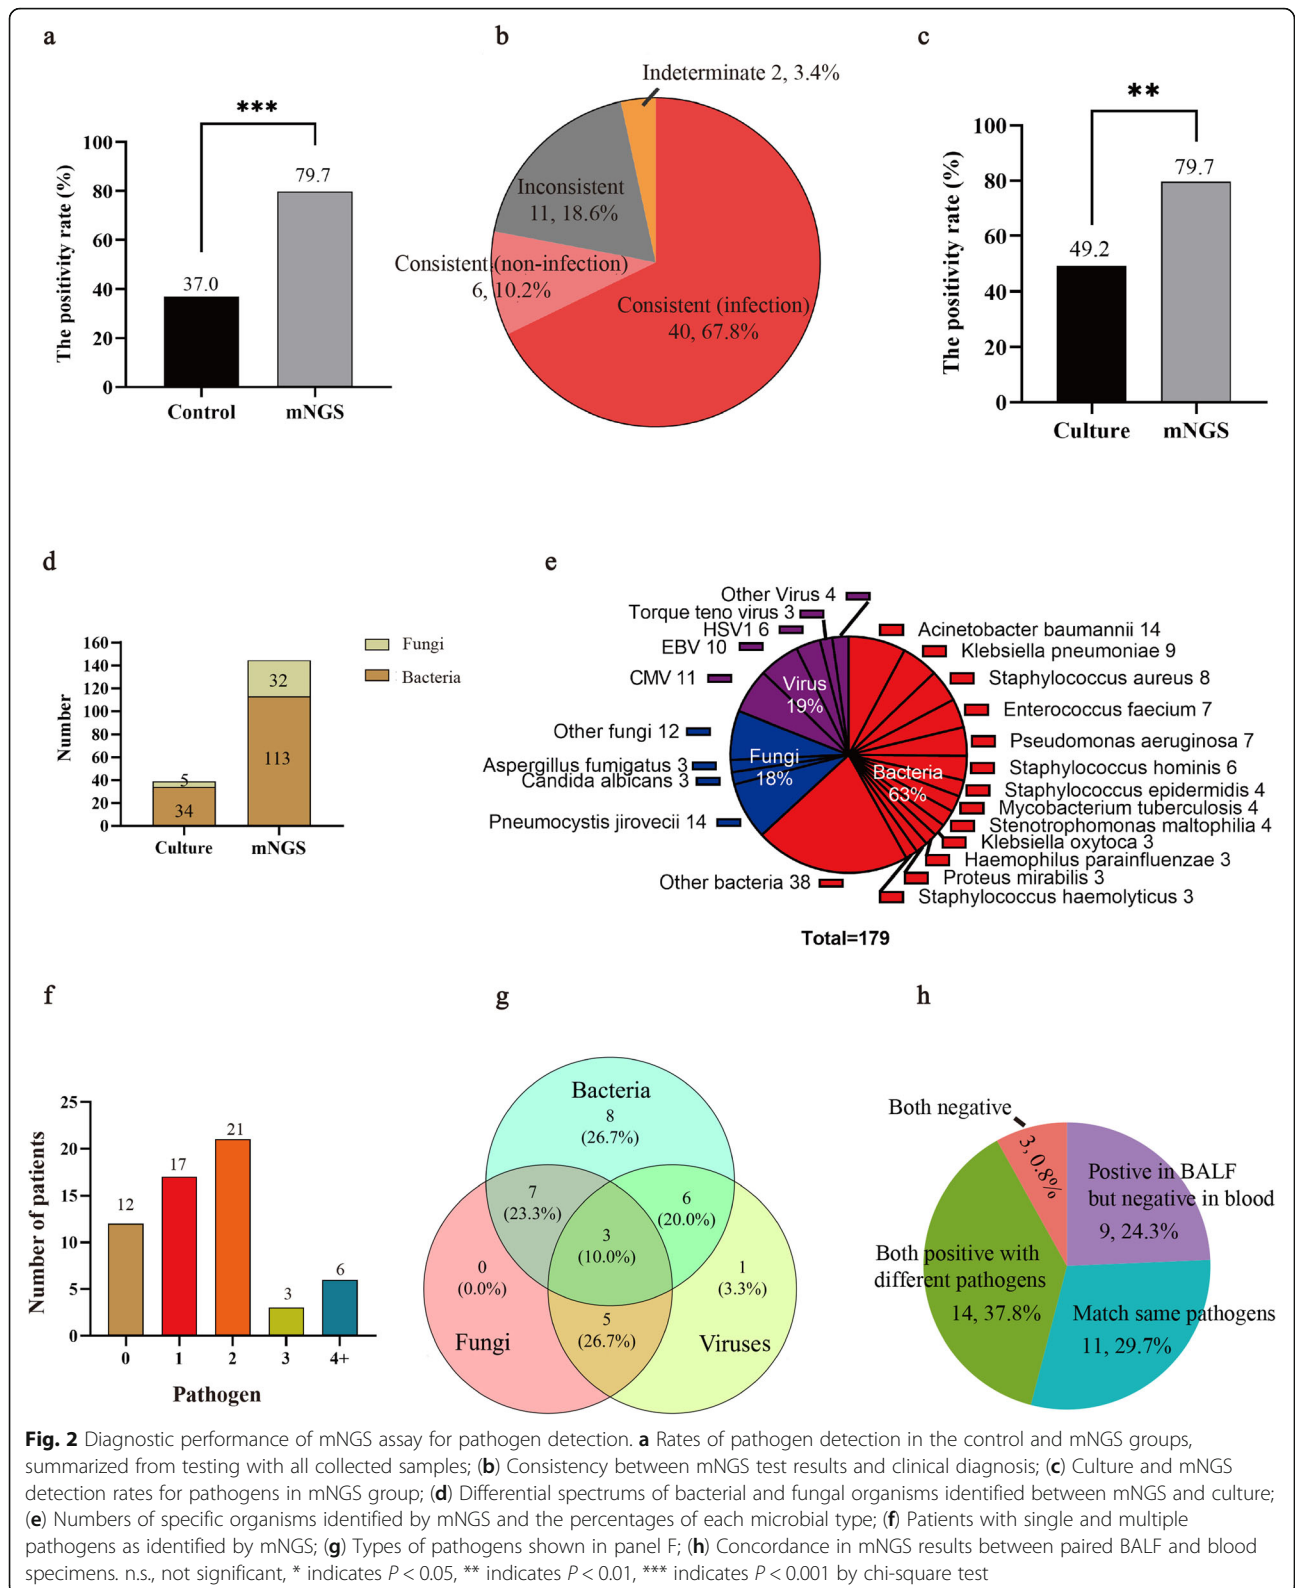 a
***
The positivity rate (%)
100
80
60
40
20
0
37.0
79.7
Control
mNGS
b
Indeterminate 2, 3.4%
Inconsistent
11, 18.6%
Consistent (non-infection)
6, 10.2%
Consistent (infection)
40, 67.8%
c
**
The positivity rate (%)
100
80
60
40
20
0
49.2
79.7
Culture
mNGS
d
Fungi
Bacteria
Number
160
140
120
100
80
60
40
20
0
5
34
32
113
Culture
mNGS
e
Other Virus 4
Torque teno virus 3
HSV1 6
EBV 10
CMV 11
Other fungi 12
Aspergillus fumigatus 3
Candida albicans 3
Pneumocystis jirovecii 14
Other bacteria 38
Virus
19%
Fungi
18%
Bacteria
63%
Acinetobacter baumannii 14
Klebsiella pneumoniae 9
Staphylococcus aureus 8
Enterococcus faecium 7
Pseudomonas aeruginosa 7
Staphylococcus hominis 6
Staphylococcus epidermidis 4
Mycobacterium tuberculosis 4
Stenotrophomonas maltophilia 4
Klebsiella oxytoca 3
Haemophilus parainfluenzae 3
Proteus mirabilis 3
Staphylococcus haemolyticus 3
Total=179
f
Number of patients
25
20
15
10
5
0
12
17
21
3
6
0
1
2
3
4+
Pathogen
g
Bacteria
8
(26.7%)
7
(23.3%)
6
(20.0%)
3
(10.0%)
0
(0.0%)
1
(3.3%)
5
(26.7%)
Fungi
Viruses
h
Both negative
3, 0.8%
Postive in BALF
but negative in blood
9, 24.3%
Both positive with
different pathogens
14, 37.8%
Match same pathogens
11, 29.7%
Fig. 2 Diagnostic performance of mNGS assay for pathogen detection. a Rates of pathogen detection in the control and mNGS groups,
summarized from testing with all collected samples; (b) Consistency between mNGS test results and clinical diagnosis; (c) Culture and mNGS
detection rates for pathogens in mNGS group; (d) Differential spectrums of bacterial and fungal organisms identified between mNGS and culture;
(e) Numbers of specific organisms identified by mNGS and the percentages of each microbial type; (f) Patients with single and multiple
pathogens as identified by mNGS; (g) Types of pathogens shown in panel F; (h) Concordance in mNGS results between paired BALF and blood
specimens. n.s., not significant, * indicates P < 0.05, ** indicates P < 0.01, *** indicates P < 0.001 by chi-square test